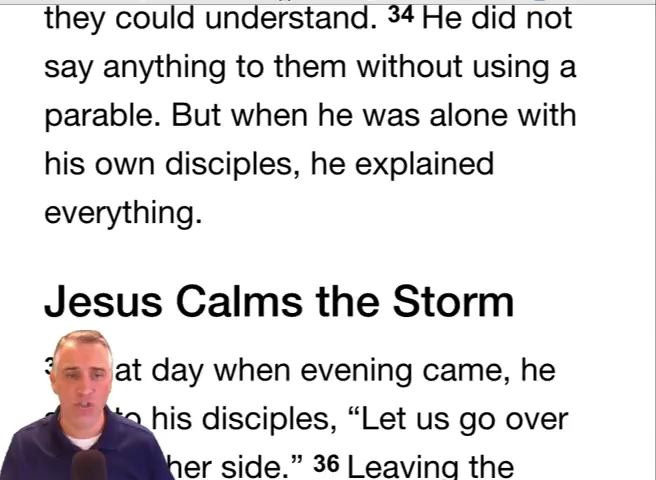 they could understand. 34 He did not
say anything to them without using a
parable. But when he was alone with
his own disciples, he explained
everything.
Jesus Calms the Storm
at day when evening came, he
to his disciples, “Let us go over
her side.” 36 Leaving the